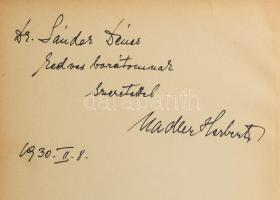 Dr. Sándor Dénes
kedves barátomnak
szeretettel
Nadler Herbert
1930. II. 8.